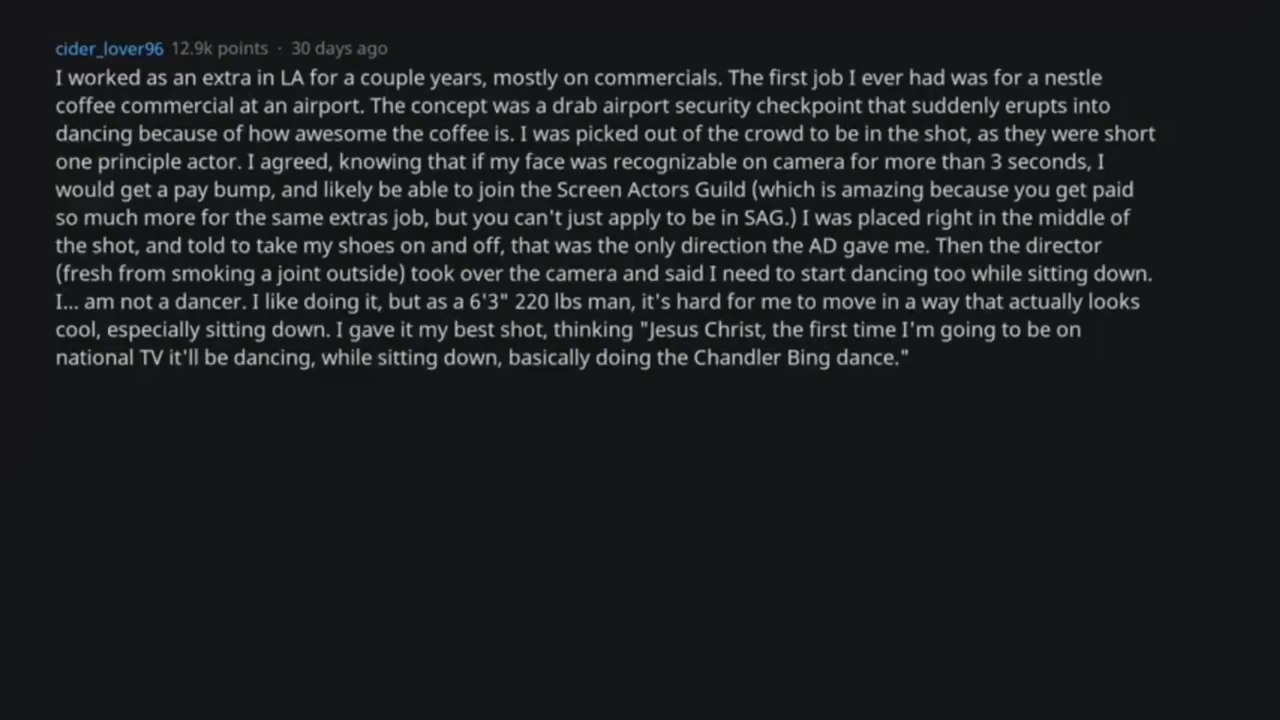 cider_lover96 12.9k points · 30 days ago
I worked as an extra in LA for a couple years, mostly on commercials. The first job I ever had was for a nestle
coffee commercial at an airport. The concept was a drab airport security checkpoint that suddenly erupts into
dancing because of how awesome the coffee is. I was picked out of the crowd to be in the shot, as they were short
one principle actor. I agreed, knowing that if my face was recognizable on camera for more than 3 seconds, I
would get a pay bump, and likely be able to join the Screen Actors Guild (which is amazing because you get paid
so much more for the same extras job, but you can't just apply to be in SAG.) I was placed right in the middle of
the shot, and told to take my shoes on and off, that was the only direction the AD gave me. Then the director
(fresh from smoking a joint outside) took over the camera and said I need to start dancing too while sitting down.
I... am not a dancer. I like doing it, but as a 6'3" 220 lbs man, it's hard for me to move in a way that actually looks
cool, especially sitting down. I gave it my best shot, thinking "Jesus Christ, the first time I'm going to be on
national TV it'll be dancing, while sitting down, basically doing the Chandler Bing dance."